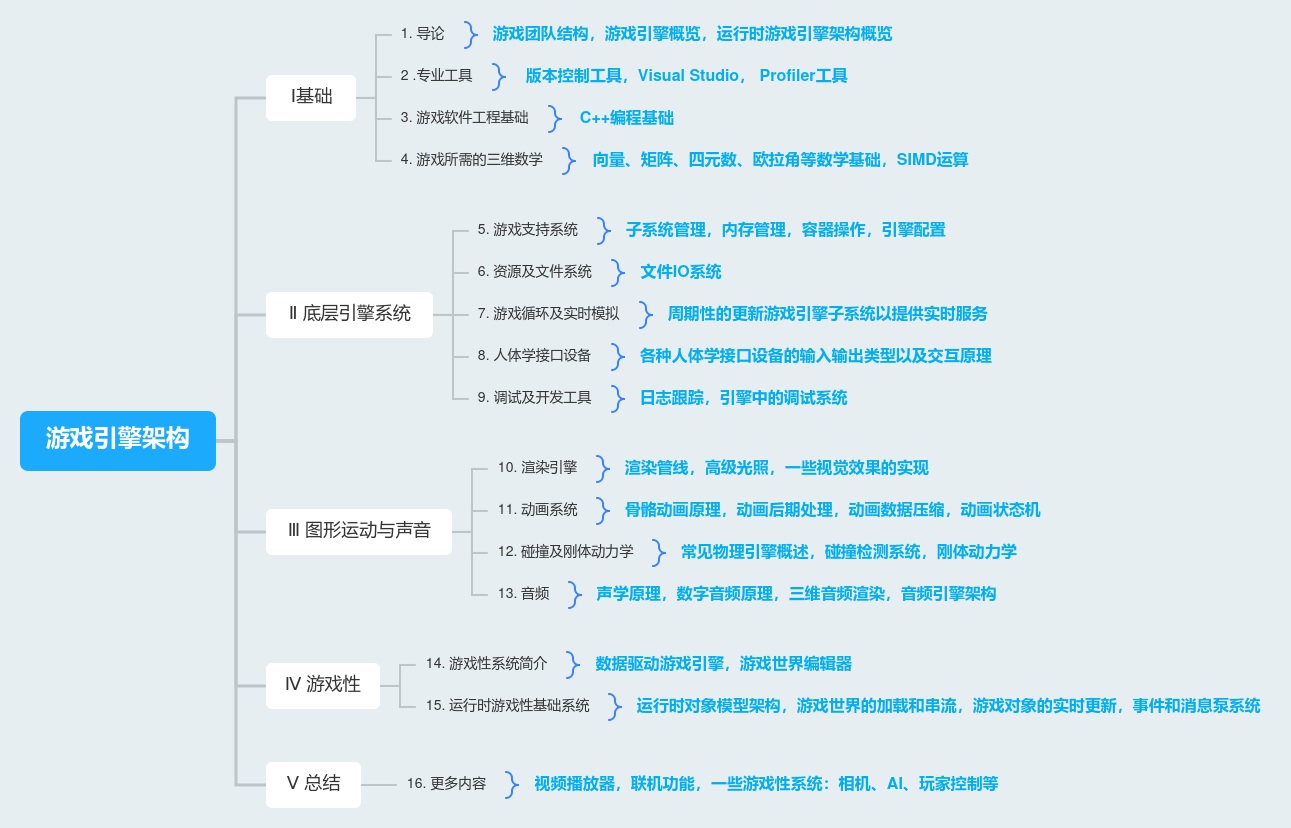 游戏引擎架构
Ⅰ基础
1. 导论
游戏团队结构，游戏引擎概览，运行时游戏引擎架构概览
2 .专业工具
版本控制工具，Visual Studio， Profiler工具
3. 游戏软件工程基础
C++编程基础
4. 游戏所需的三维数学
向量、矩阵、四元数、欧拉角等数学基础，SIMD运算
Ⅱ 底层引擎系统
5. 游戏支持系统
子系统管理，内存管理，容器操作，引擎配置
6. 资源及文件系统
文件IO系统
7. 游戏循环及实时模拟
周期性的更新游戏引擎子系统以提供实时服务
8. 人体学接口设备
各种人体学接口设备的输入输出类型以及交互原理
9. 调试及开发工具
日志跟踪，引擎中的调试系统
Ⅲ 图形运动与声音
10. 渲染引擎
渲染管线，高级光照，一些视觉效果的实现
11. 动画系统
骨骼动画原理，动画后期处理，动画数据压缩，动画状态机
12. 碰撞及刚体动力学
常见物理引擎概述，碰撞检测系统，刚体动力学
13. 音频
声学原理，数字音频原理，三维音频渲染，音频引擎架构
Ⅳ 游戏性
14. 游戏性系统简介
数据驱动游戏引擎，游戏世界编辑器
15. 运行时游戏性基础系统
运行时对象模型架构，游戏世界的加载和串流，游戏对象的实时更新，事件和消息泵系统
Ⅴ 总结
16. 更多内容
视频播放器，联机功能，一些游戏性系统：相机、AI、玩家控制等